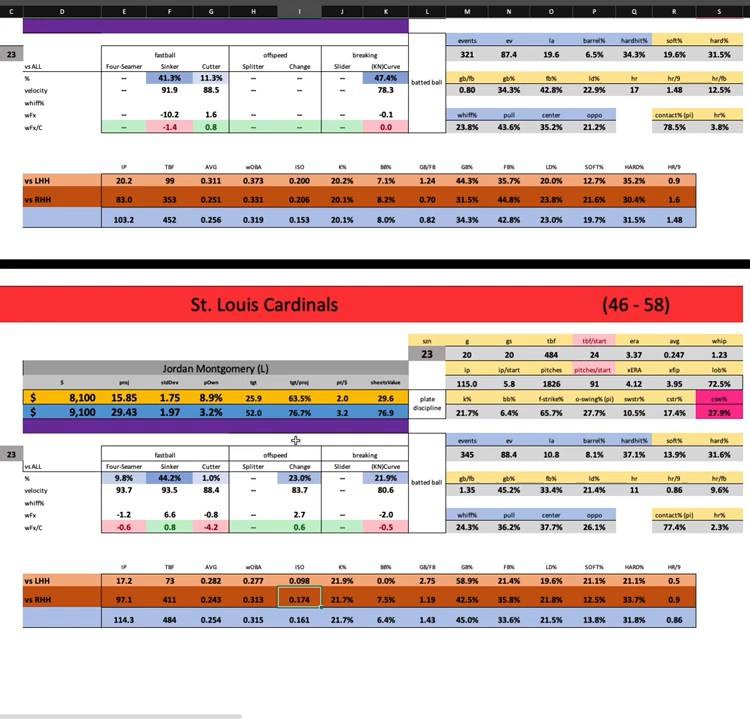 C D E F G H I J K L M N O P Q R S
events ev la barrel% hardhit% soft% hard%
23 fastball offspeed breaking 321 87.4 19.6 6.5% 34.3% 19.6% 31.5%
vs ALL Four-Seamer Sinker Cutter Splitter Change Slider (KN)Curve
% -- 41.3% 11.3% -- -- -- 47.4% batted ball gb/fb gb% fb% ld% hr hr/9 hr/fb
velocity -- 91.9 88.5 -- -- -- 78.3 0.80 34.3% 42.8% 22.9% 17 1.48 12.5%
whiff%
wFx -- -10.2 1.6 -- -- -- -0.1 whiff% pull center oppo contact% (pi) hr%
wFx/C -- -1.4 0.8 -- -- -- 0.0 23.8% 43.6% 35.2% 21.2% 78.5% 3.8%
IP TBF AVG wOBA ISO K% BB% GB/FB GB% FB% LD% SOFT% HARD% HR/9
vs LHH 20.2 99 0.311 0.373 0.200 20.2% 7.1% 1.24 44.3% 35.7% 20.0% 12.7% 35.2% 0.9
vs RHH 83.0 353 0.251 0.331 0.206 20.1% 8.2% 0.70 31.5% 44.8% 23.8% 21.6% 30.4% 1.6
103.2 452 0.256 0.319 0.153 20.1% 8.0% 0.82 34.3% 42.8% 23.0% 19.7% 31.5% 1.48
St. Louis Cardinals (46 - 58)
szn g gs tbf tbf/start era avg whip
23 20 20 484 24 3.37 0.247 1.23
Jordan Montgomery (L) ip ip/start pitches pitches/start xERA xfip lob%
$ proj stdDev pOwn tgt tgt/proj pt/$ sheetsValue 115.0 5.8 1826 91 4.12 3.95 72.5%
$ 8,100 15.85 1.75 8.9% 25.9 63.5% 2.0 29.6 plate discipline k% bb% f-strike% o-swing% (pi) swstr% cstr% csw%
$ 9,100 29.43 1.97 3.2% 52.0 76.7% 3.2 76.9 21.7% 6.4% 65.7% 27.7% 10.5% 17.4% 27.9%
events ev la barrel% hardhit% soft% hard%
23 fastball offspeed breaking 345 88.4 10.8 8.1% 37.1% 13.9% 31.6%
vs ALL Four-Seamer Sinker Cutter Splitter Change Slider (KN)Curve
% 9.8% 44.2% 1.0% -- 23.0% -- 21.9% batted ball gb/fb gb% fb% ld% hr hr/9 hr/fb
velocity 93.7 93.5 88.4 -- 83.7 -- 80.6 1.35 45.2% 33.4% 21.4% 11 0.86 9.6%
whiff%
wFx -1.2 6.6 -0.8 -- 2.7 -- -2.0 whiff% pull center oppo contact% (pi) hr%
wFx/C -0.6 0.8 -4.2 -- 0.6 -- -0.5 24.3% 36.2% 37.7% 26.1% 77.4% 2.3%
IP TBF AVG wOBA ISO K% BB% GB/FB GB% FB% LD% SOFT% HARD% HR/9
vs LHH 17.2 73 0.282 0.277 0.098 21.9% 0.0% 2.75 58.9% 21.4% 19.6% 21.1% 21.1% 0.5
vs RHH 97.1 411 0.243 0.313 0.174 21.7% 7.5% 1.19 42.5% 35.8% 21.8% 12.5% 33.7% 0.9
114.3 484 0.254 0.315 0.161 21.7% 6.4% 1.43 45.0% 33.6% 21.5% 13.8% 31.8% 0.86